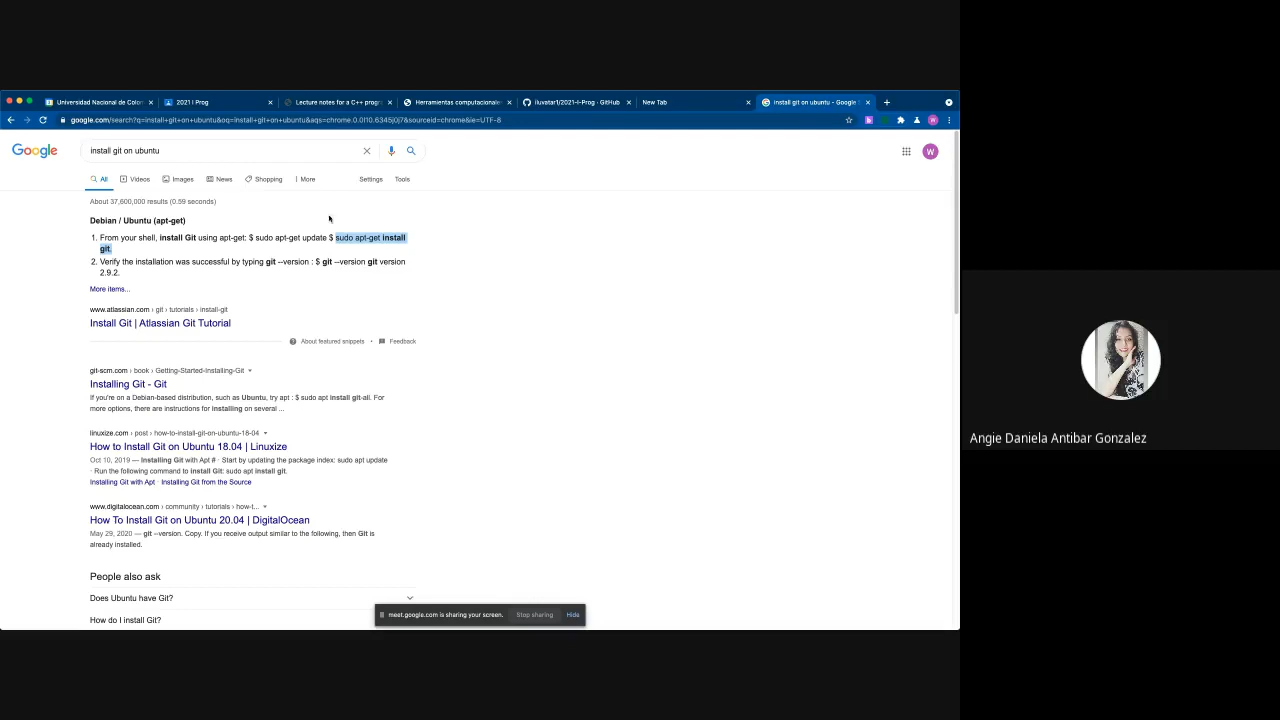 Universidad Nacional de Colon
2021 I Prog
Lecture notes for a C++ progr
Herramientas computacionale
iluvatar1/2021-I-Prog · GitHub
New Tab
install git on ubuntu - Google S
google.com/search?q=install+git+on+ubuntu&oq=install+git+on+ubuntu&aqs=chrome.0.0l10.6345j0j7&sourceid=chrome&ie=UTF-8
W
Google
install git on ubuntu
W
All
Videos
Images
News
Shopping
More
Settings
Tools
About 37,600,000 results (0.59 seconds)
Debian / Ubuntu (apt-get)
1. From your shell, install Git using apt-get: $ sudo apt-get update $ sudo apt-get install
git.
2. Verify the installation was successful by typing git --version : $ git --version git version
2.9.2.
More items...
www.atlassian.com › git › tutorials › install-git
Install Git | Atlassian Git Tutorial
About featured snippets • Feedback
git-scm.com › book › Getting-Started-Installing-Git
Installing Git - Git
If you're on a Debian-based distribution, such as Ubuntu, try apt : $ sudo apt install git-all. For
more options, there are instructions for installing on several ...
linuxize.com › post › how-to-install-git-on-ubuntu-18-04
How to Install Git on Ubuntu 18.04 | Linuxize
Oct 10, 2019 — Installing Git with Apt # · Start by updating the package index: sudo apt update
· Run the following command to install Git: sudo apt install git.
Installing Git with Apt · Installing Git from the Source
www.digitalocean.com › community › tutorials › how-t...
How To Install Git on Ubuntu 20.04 | DigitalOcean
May 29, 2020 — git --version. Copy. If you receive output similar to the following, then Git is
already installed.
People also ask
Does Ubuntu have Git?
How do I install Git?
meet.google.com is sharing your screen.
Stop sharing
Hide
Angie Daniela Antibar Gonzalez